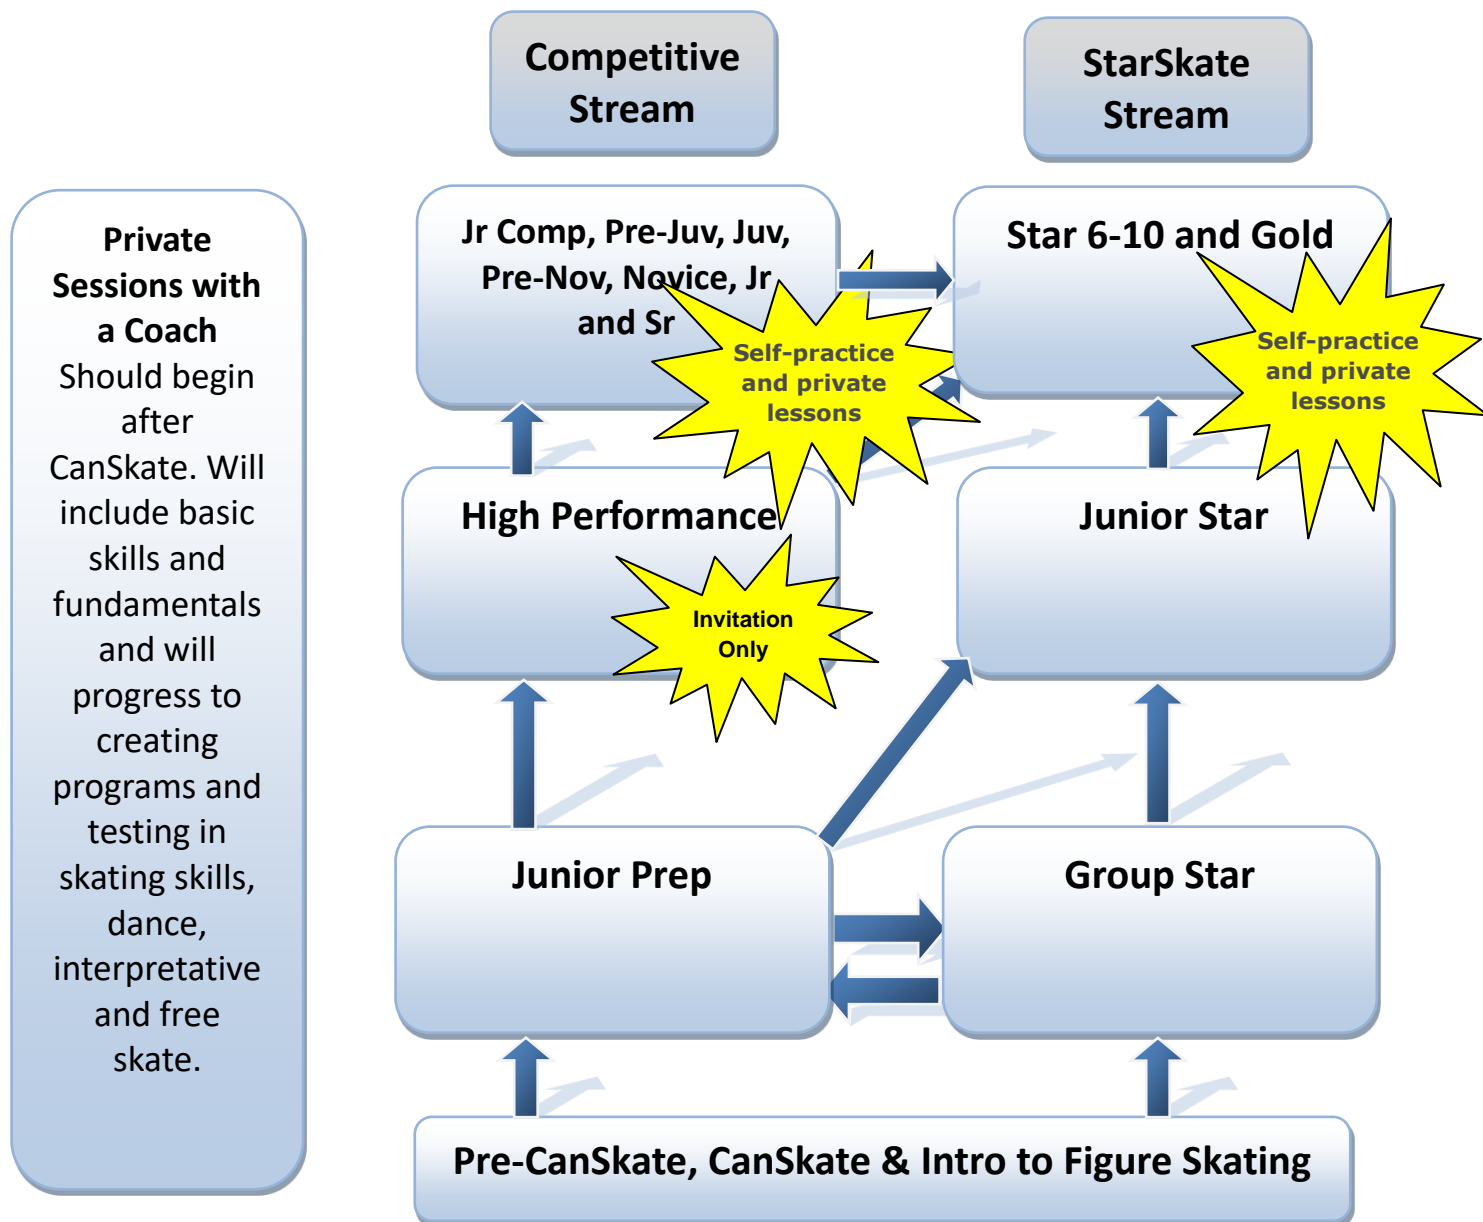 Competitive
Stream
StarSkate
Stream
Private
Sessions with
a Coach
Should begin
after
CanSkate. Will
include basic
skills and
fundamentals
and will
progress to
creating
programs and
testing in
skating skills,
dance,
interpretative
and free
skate.
Jr Comp, Pre-Juv, Juv,
Pre-Nov, Novice, Jr
and Sr
Self-practice
and private
lessons
Star 6-10 and Gold
Self-practice
and private
lessons
High Performance
Invitation
Only
Junior Star
Junior Prep
Group Star
Pre-CanSkate, CanSkate & Intro to Figure Skating